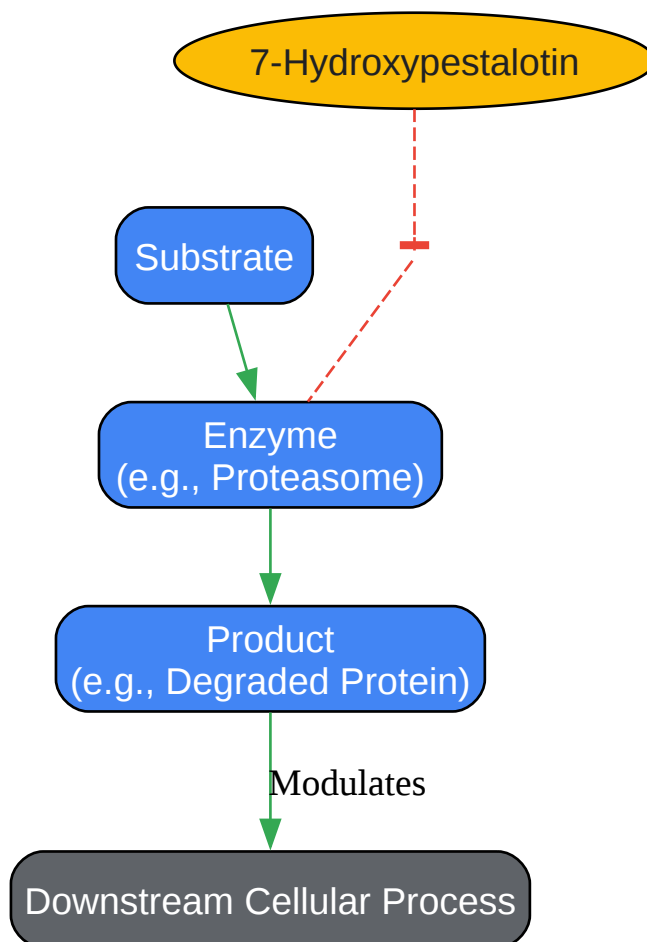 7-Hydroxypestalotin
Substrate
Enzyme
(e.g., Proteasome)
Product
(e.g., Degraded Protein)
Modulates
Downstream Cellular Process